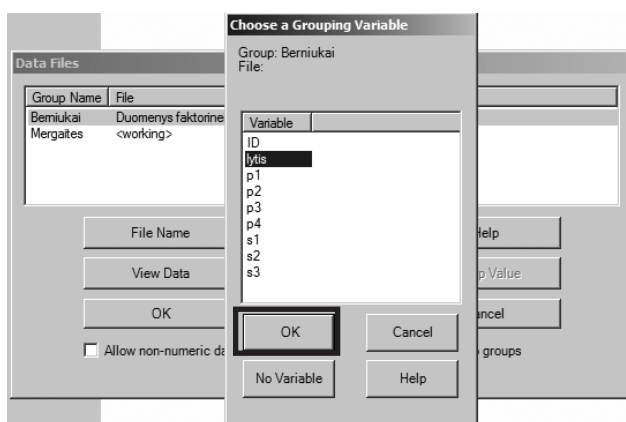 Choose a Grouping Variable
Group: Berniukai
File:
Variable
ID
lytis
p1
p2
p3
p4
s1
s2
s3
OK
Cancel
No Variable
Help
Data Files
Group Name File
Berniukai Duomenys faktorine
Mergaites <working>
File Name
Help
View Data
p Value
OK
ancel
Allow non-numeric da
groups